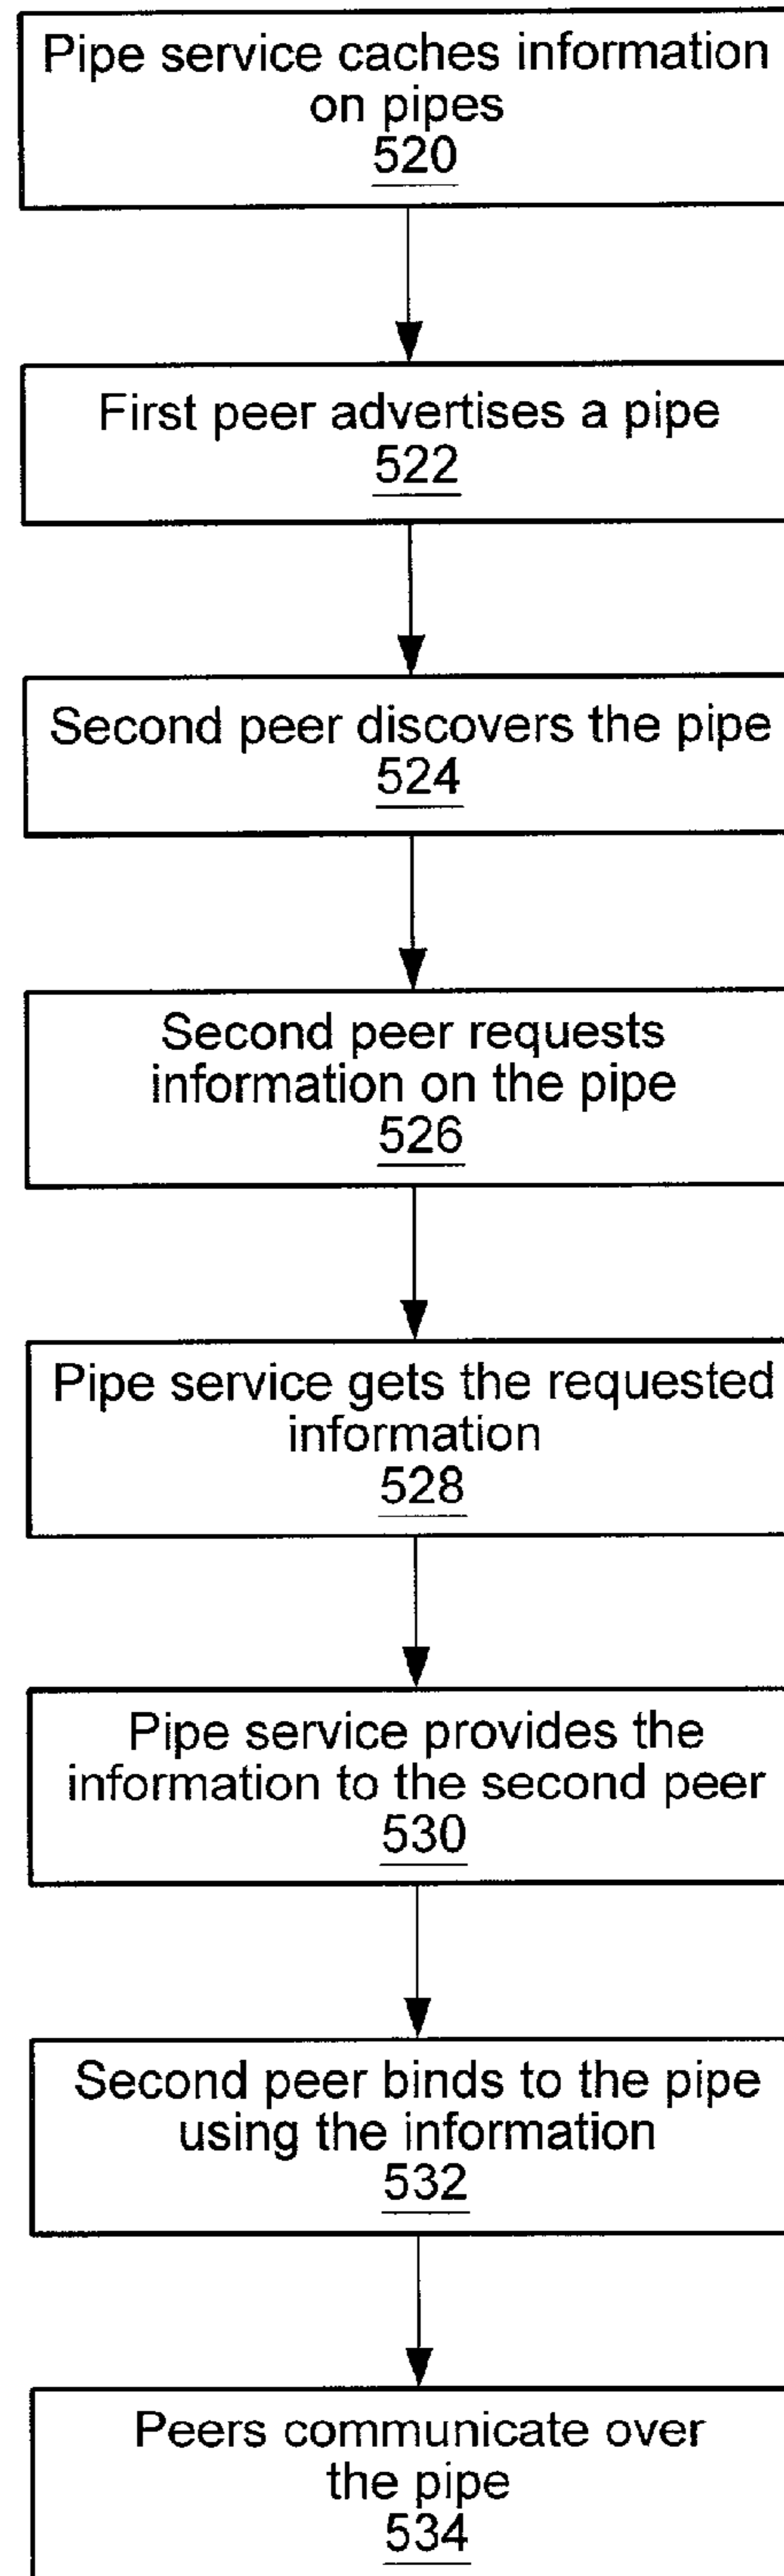 Pipe service caches information
on pipes
520
First peer advertises a pipe
522
Second peer discovers the pipe
524
Second peer requests
information on the pipe
526
Pipe service gets the requested
information
528
Pipe service provides the
information to the second peer
530
Second peer binds to the pipe
using the information
532
Peers communicate over
the pipe
534